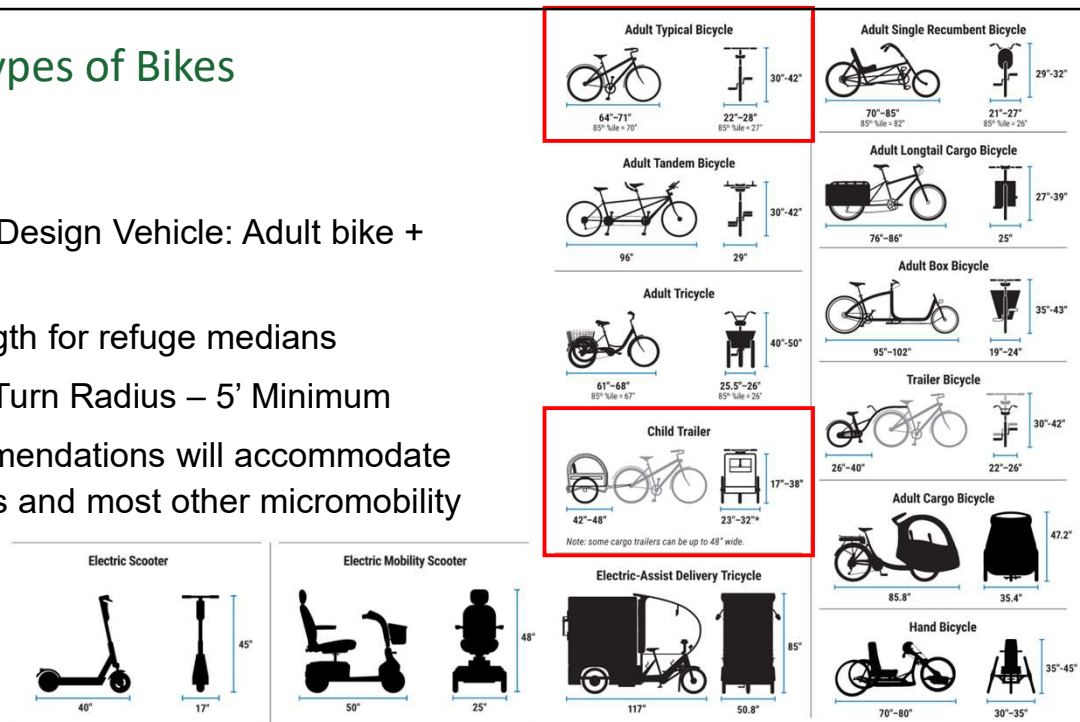 ypes of Bikes
Design Vehicle: Adult bike +
gth for refuge medians
Turn Radius – 5' Minimum
mendations will accommodate
s and most other micromobility
Electric Scooter
45"
40"
17"
Electric Mobility Scooter
48"
50"
25"
Adult Typical Bicycle
30"-42"
64"–71"
85th %ile = 70"
22"–28"
85th %ile = 27"
Adult Tandem Bicycle
30"-42"
96"
29"
Adult Tricycle
40"-50"
61"–68"
85th %ile = 67"
25.5"–26"
85th %ile = 26"
Child Trailer
17"–38"
42"–48"
23"–32"*
Note: some cargo trailers can be up to 48" wide.
Electric-Assist Delivery Tricycle
85"
117"
50.8"
Adult Single Recumbent Bicycle
29"-32"
70"–85"
85th %ile = 82"
21"–27"
85th %ile = 26"
Adult Longtail Cargo Bicycle
27"-39"
76"–86"
25"
Adult Box Bicycle
35"-43"
95"–102"
19"–24"
Trailer Bicycle
30"-42"
26"–40"
22"–26"
Adult Cargo Bicycle
47.2"
85.8"
35.4"
Hand Bicycle
35"-45"
70"–80"
30"–35"